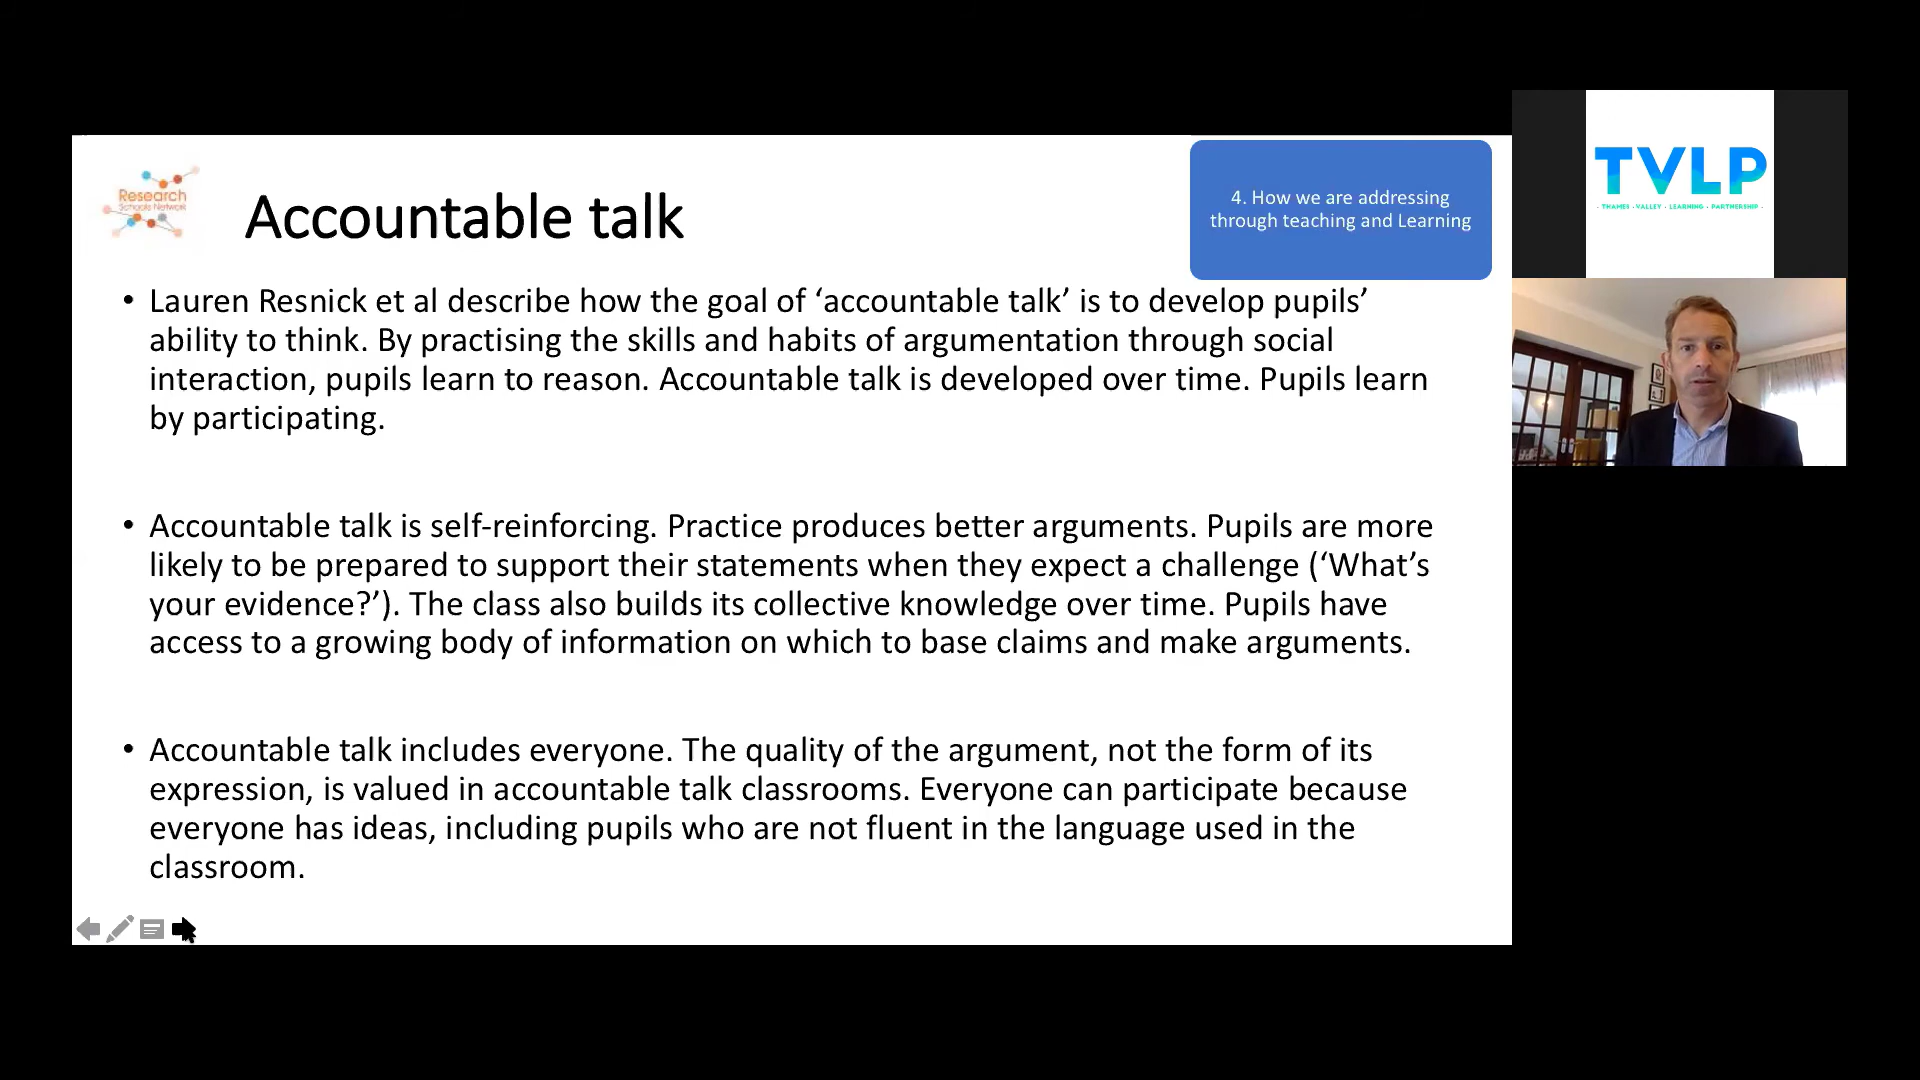 Research
Schools Network
Accountable talk
4. How we are addressing
through teaching and Learning
• Lauren Resnick et al describe how the goal of ‘accountable talk’ is to develop pupils’
ability to think. By practising the skills and habits of argumentation through social
interaction, pupils learn to reason. Accountable talk is developed over time. Pupils learn
by participating.
• Accountable talk is self-reinforcing. Practice produces better arguments. Pupils are more
likely to be prepared to support their statements when they expect a challenge (‘What’s
your evidence?’). The class also builds its collective knowledge over time. Pupils have
access to a growing body of information on which to base claims and make arguments.
• Accountable talk includes everyone. The quality of the argument, not the form of its
expression, is valued in accountable talk classrooms. Everyone can participate because
everyone has ideas, including pupils who are not fluent in the language used in the
classroom.
TVLP
- THAMES - VALLEY - LEARNING - PARTNERSHIP -